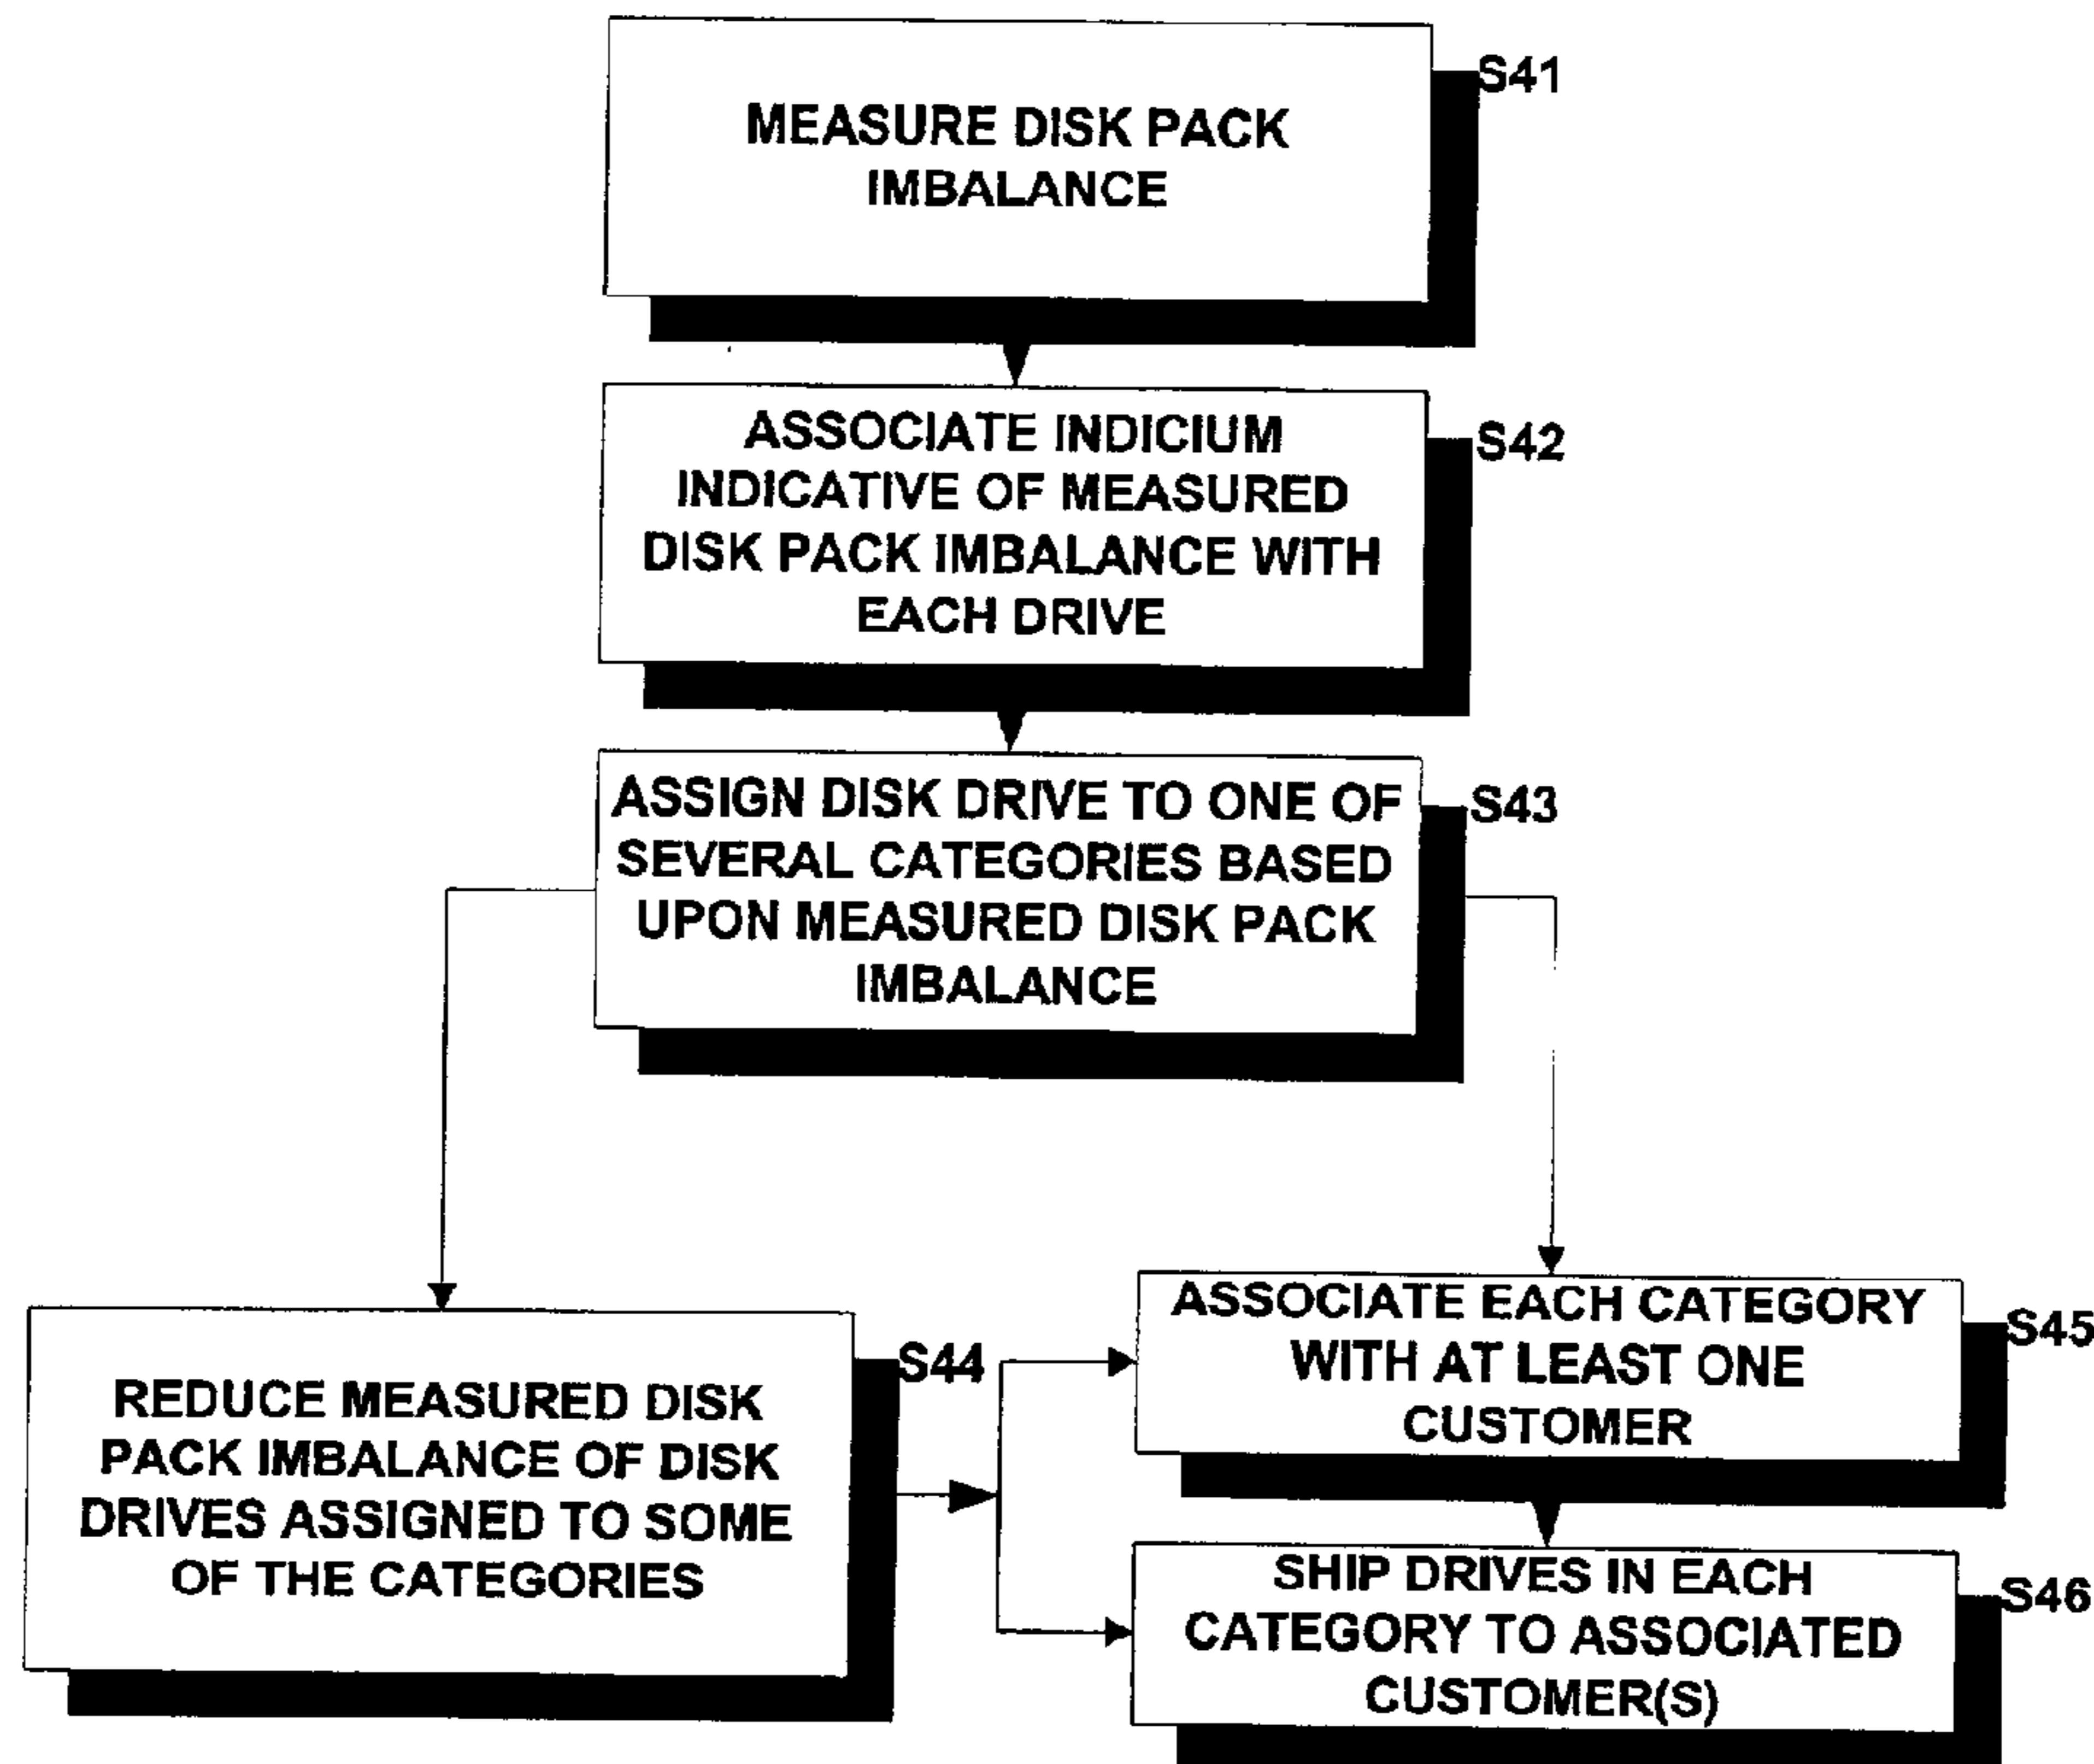 MEASURE DISK PACK
IMBALANCE
S41
ASSOCIATE INDICIUM
INDICATIVE OF MEASURED
DISK PACK IMBALANCE WITH
EACH DRIVE
S42
ASSIGN DISK DRIVE TO ONE OF
SEVERAL CATEGORIES BASED
UPON MEASURED DISK PACK
IMBALANCE
S43
REDUCE MEASURED DISK
PACK IMBALANCE OF DISK
DRIVES ASSIGNED TO SOME
OF THE CATEGORIES
S44
ASSOCIATE EACH CATEGORY
WITH AT LEAST ONE
CUSTOMER
S45
SHIP DRIVES IN EACH
CATEGORY TO ASSOCIATED
CUSTOMER(S)
S46